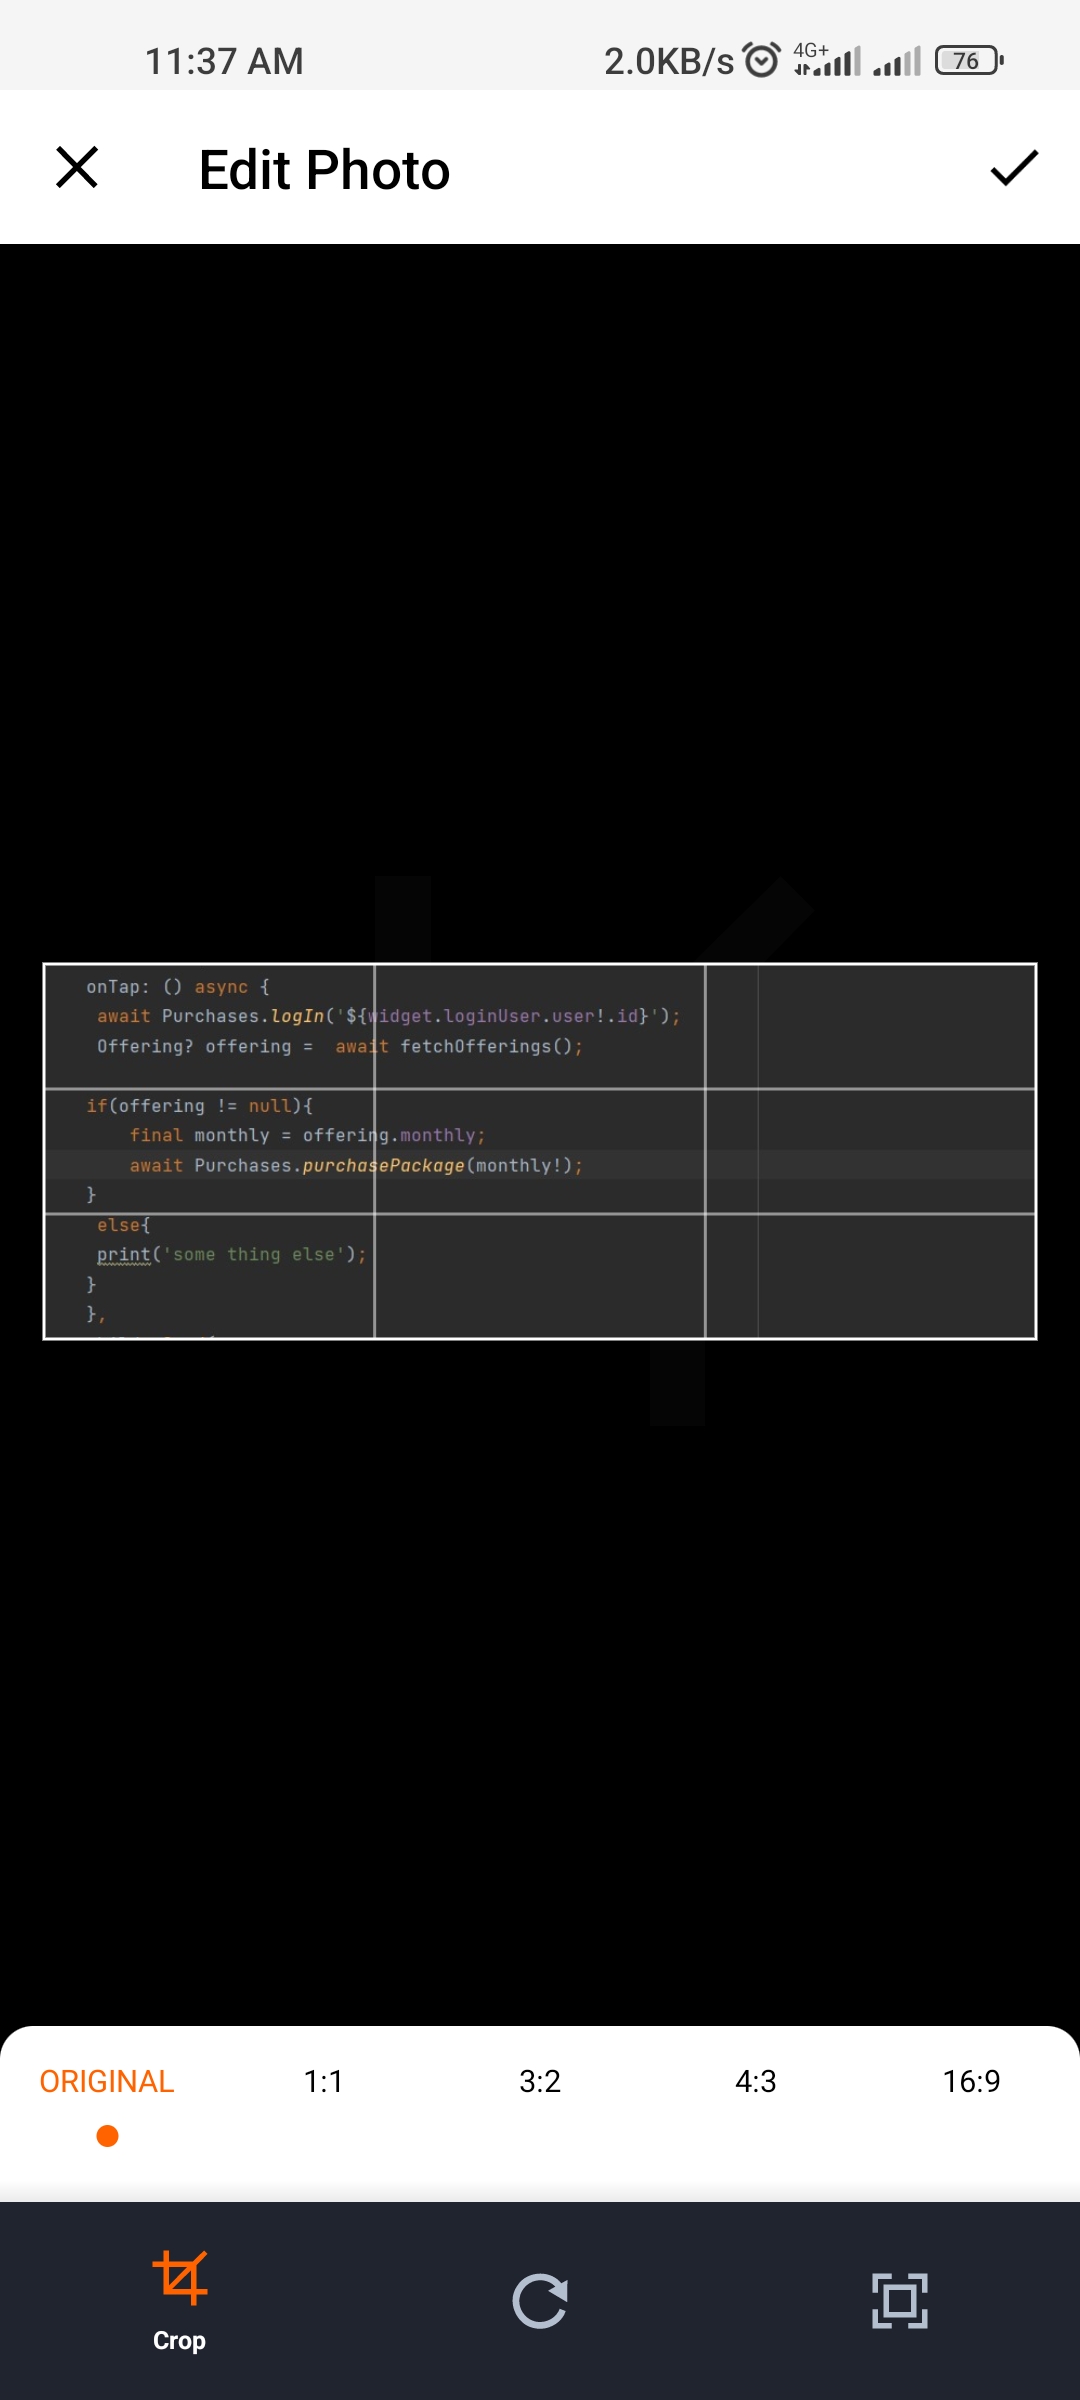 11:37 AM 2.0KB/s 4G+ 76
Edit Photo
onTap: () async {
await Purchases.logIn('${widget.loginUser.user!.id}');
Offering? offering =  await fetchOfferings();
if(offering != null){
final monthly = offering.monthly;
await Purchases.purchasePackage(monthly!);
}
else{
print('some thing else');
}
},
ORIGINAL 1:1 3:2 4:3 16:9
Crop